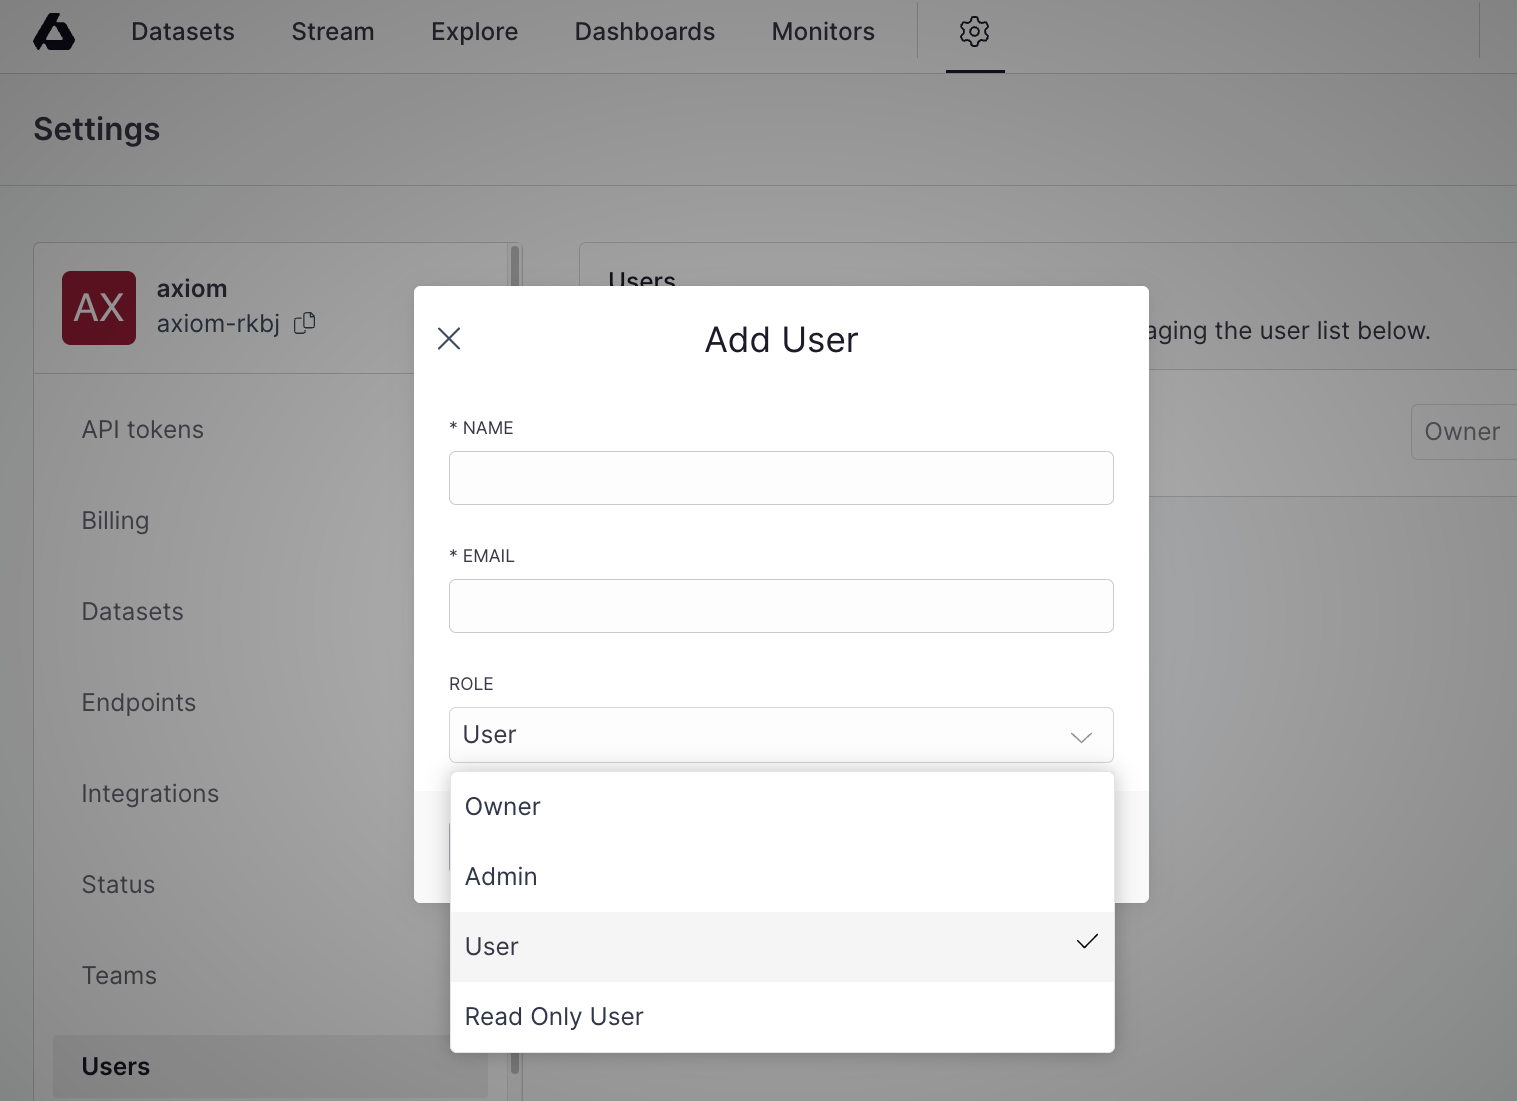 Datasets Stream Explore Dashboards Monitors
Settings
AX
axiom
axiom-rkbj
API tokens
Billing
Datasets
Endpoints
Integrations
Status
Teams
Users
Users
aging the user list below.
Owner
Add User
* NAME
* EMAIL
ROLE
User
Owner
Admin
User
Read Only User